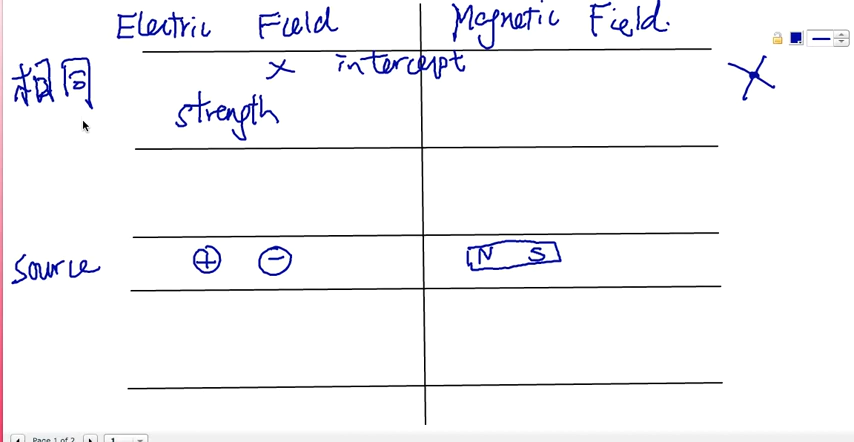 Electric Field Magnetic Field.
相同 x intercept
strength
Source + − N S
Page 1 of 2 1